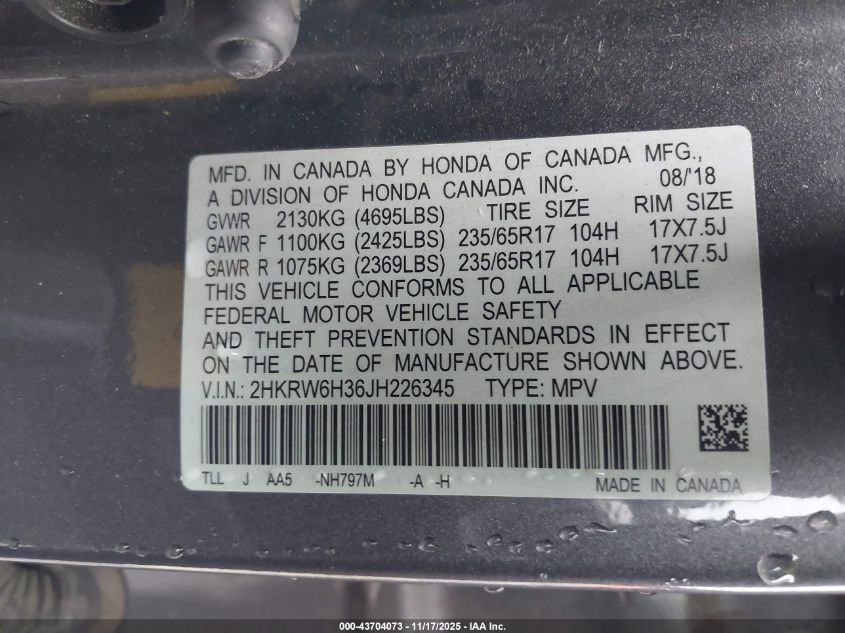 MFD. IN CANADA BY HONDA OF CANADA MFG.,
A DIVISION OF HONDA CANADA INC. 08/'18
GVWR 2130KG (4695LBS) TIRE SIZE RIM SIZE
GAWR F 1100KG (2425LBS) 235/65R17 104H 17X7.5J
GAWR R 1075KG (2369LBS) 235/65R17 104H 17X7.5J
THIS VEHICLE CONFORMS TO ALL APPLICABLE
FEDERAL MOTOR VEHICLE SAFETY
AND THEFT PREVENTION STANDARDS IN EFFECT
ON THE DATE OF MANUFACTURE SHOWN ABOVE.
V.I.N.: 2HKRW6H36JH226345 TYPE: MPV
TLL J AA5 -NH797M -A -H MADE IN CANADA
000-43704073 — 11/17/2025 — IAA Inc.